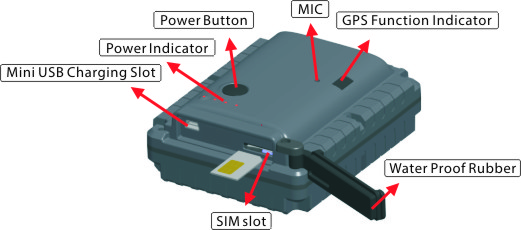 MIC
Power Button
GPS Function Indicator
Power Indicator
Mini USB Charging Slot
Water Proof Rubber
SIM slot